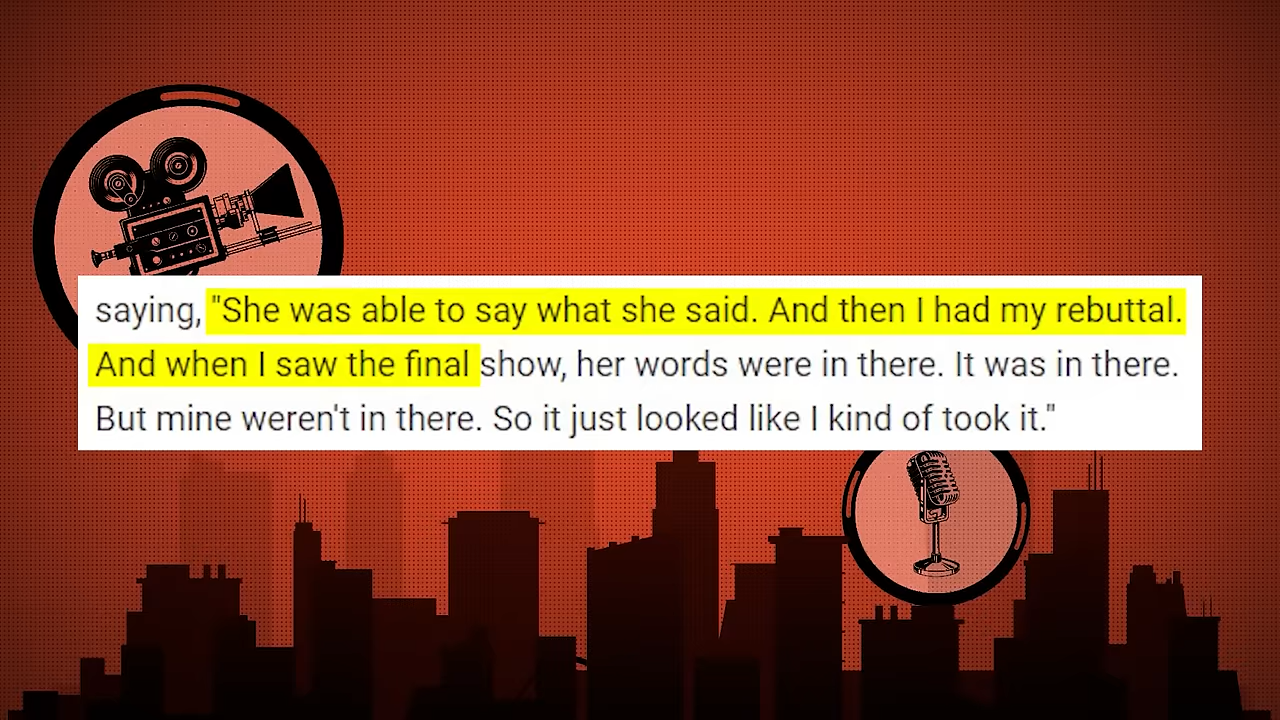 saying, "She was able to say what she said. And then I had my rebuttal.
And when I saw the final show, her words were in there. It was in there.
But mine weren't in there. So it just looked like I kind of took it."